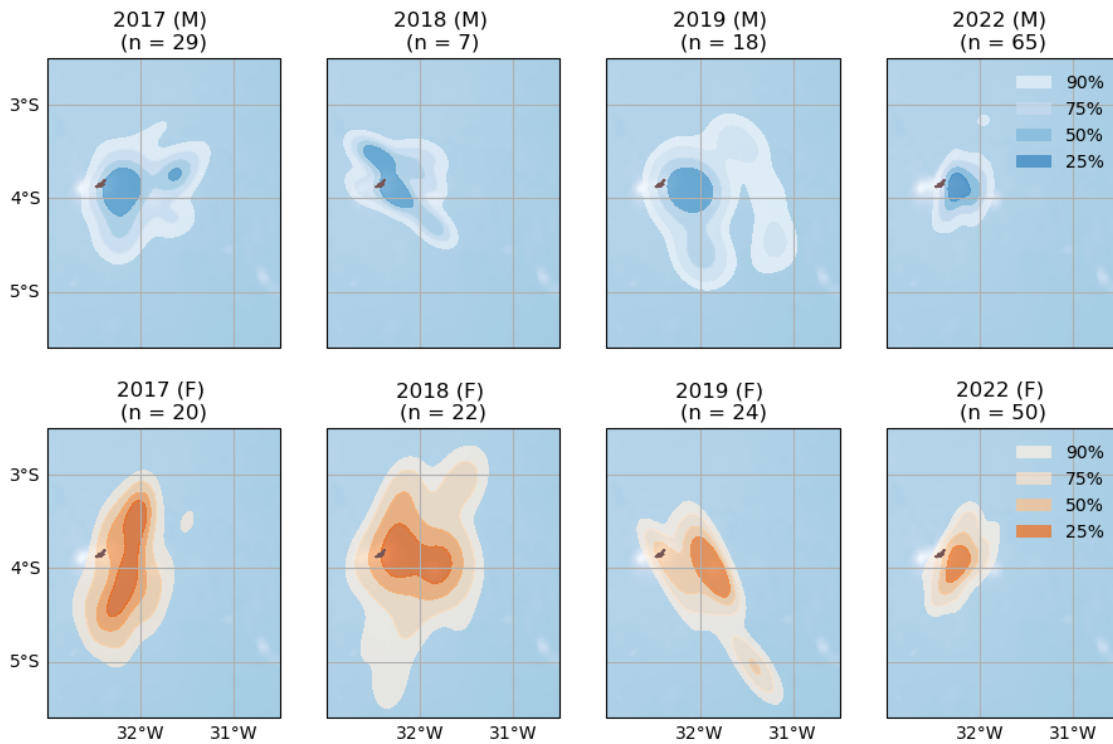 2017 (M)
(n = 29)
2018 (M)
(n = 7)
2019 (M)
(n = 18)
2022 (M)
(n = 65)
3°S
4°S
5°S
90%
75%
50%
25%
2017 (F)
(n = 20)
2018 (F)
(n = 22)
2019 (F)
(n = 24)
2022 (F)
(n = 50)
3°S
4°S
5°S
90%
75%
50%
25%
32°W
31°W
32°W
31°W
32°W
31°W
32°W
31°W